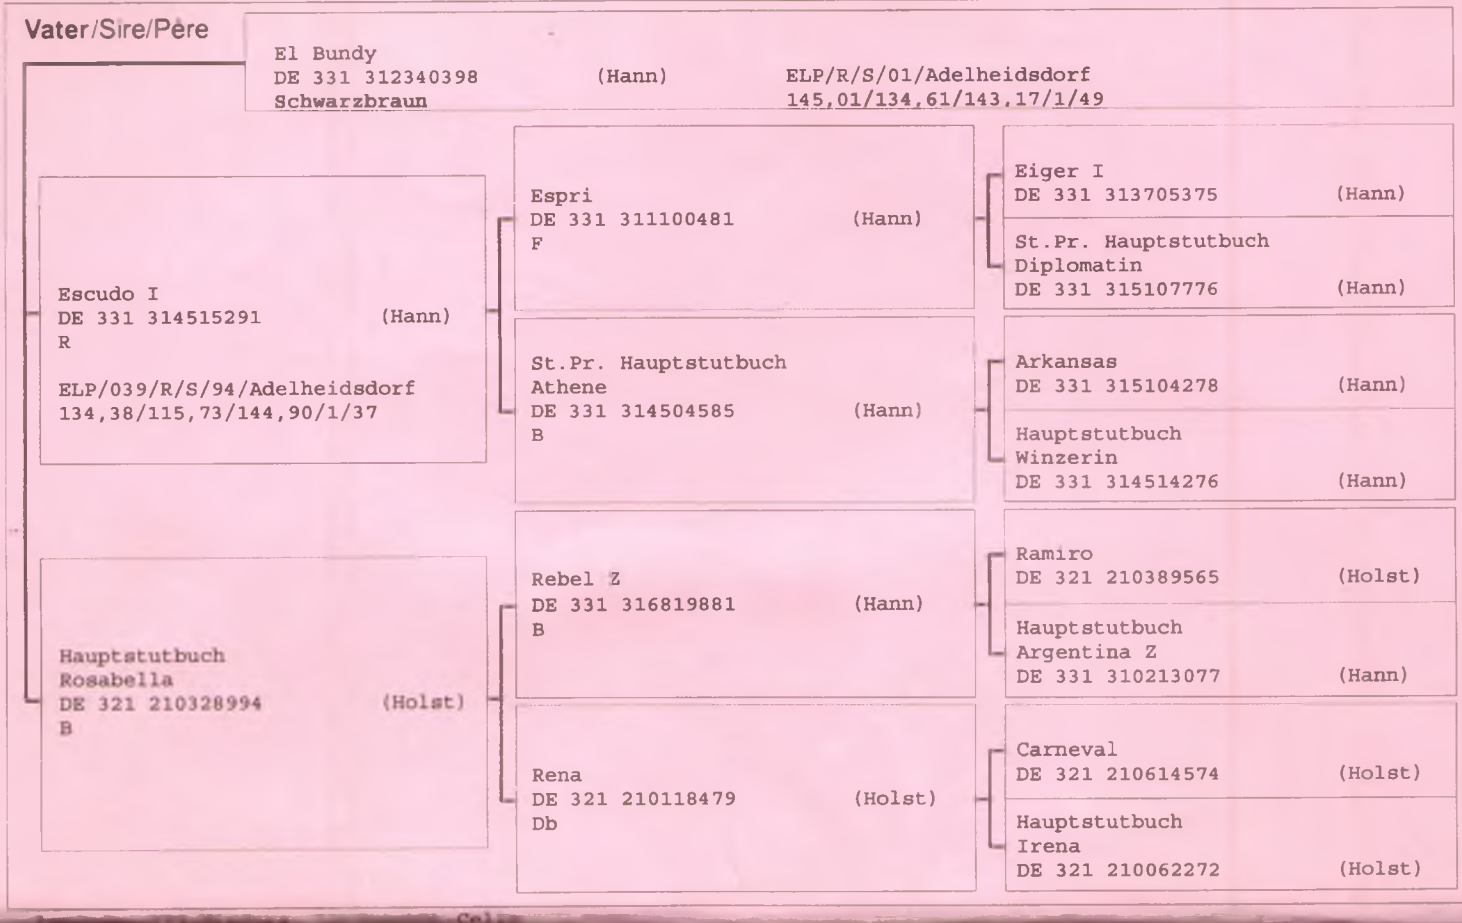 Vater/Sire/Père
El Bundy
DE 331 312340398 (Hann) ELP/R/S/01/Adelheidsdorf
Schwarzbraun 145,01/134,61/143,17/1/49
Escudo I
DE 331 314515291 (Hann)
R
ELP/039/R/S/94/Adelheidsdorf
134,38/115,73/144,90/1/37
Espri
DE 331 311100481 (Hann)
F
Eiger I
DE 331 313705375 (Hann)
St.Pr. Hauptstutbuch
Diplomatin
DE 331 315107776 (Hann)
St.Pr. Hauptstutbuch
Athene
DE 331 314504585 (Hann)
B
Arkansas
DE 331 315104278 (Hann)
Hauptstutbuch
Winzerin
DE 331 314514276 (Hann)
Hauptstutbuch
Rosabella
DE 321 210328994 (Holst)
B
Rebel Z
DE 331 316819881 (Hann)
B
Ramiro
DE 321 210389565 (Holst)
Hauptstutbuch
Argentina Z
DE 331 310213077 (Hann)
Rena
DE 321 210118479 (Holst)
Db
Carneval
DE 321 210614574 (Holst)
Hauptstutbuch
Irena
DE 321 210062272 (Holst)